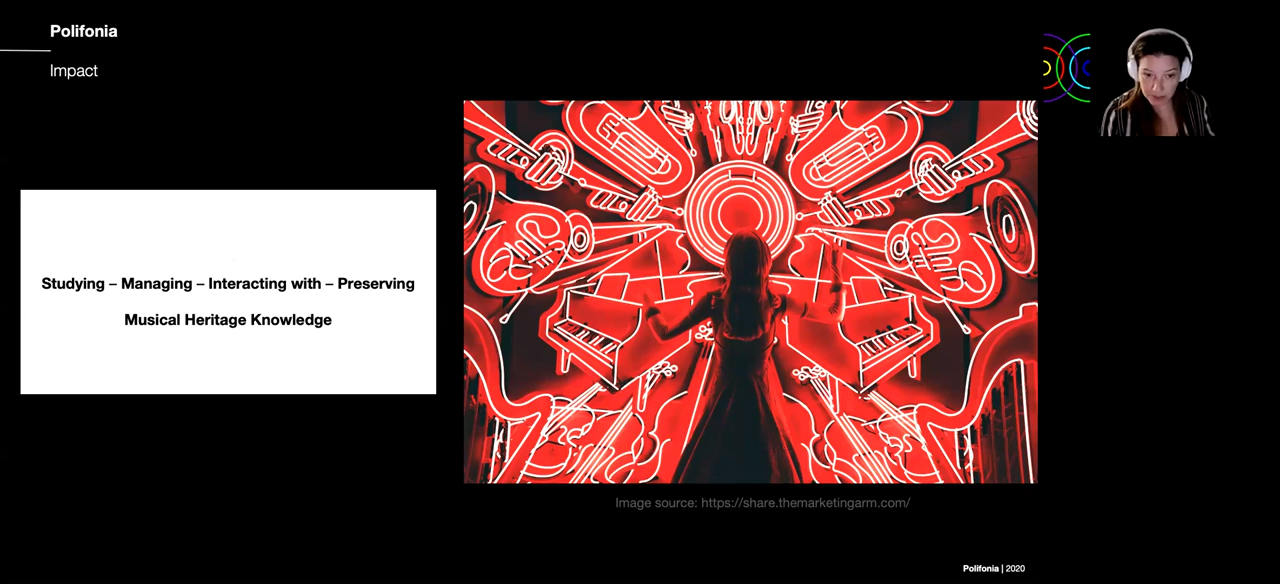 Polifonia
Impact
Studying – Managing – Interacting with – Preserving
Musical Heritage Knowledge
Image source: https://share.themarketingarm.com/
Polifonia | 2020